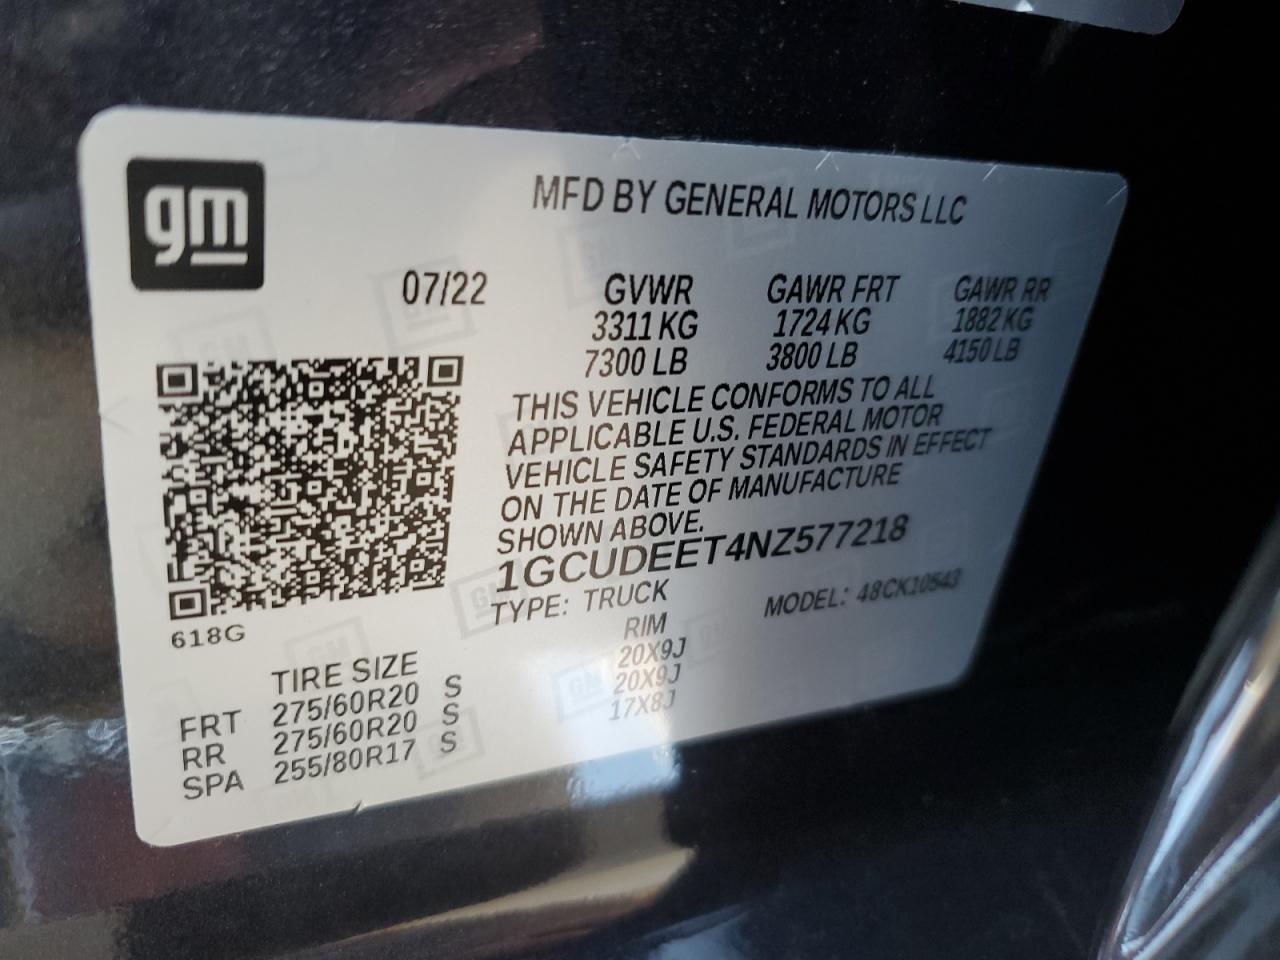 gm
MFD BY GENERAL MOTORS LLC
07/22 GVWR GAWR FRT GAWR RR
3311 KG 1724 KG 1882 KG
7300 LB 3800 LB 4150 LB
THIS VEHICLE CONFORMS TO ALL
APPLICABLE U.S. FEDERAL MOTOR
VEHICLE SAFETY STANDARDS IN EFFECT
ON THE DATE OF MANUFACTURE
SHOWN ABOVE.
1GCUDEET4NZ577218
TYPE: TRUCK MODEL: 48CK10543
618G
TIRE SIZE RIM
FRT 275/60R20 S 20X9J
RR 275/60R20 S 20X9J
SPA 255/80R17 S 17X8J